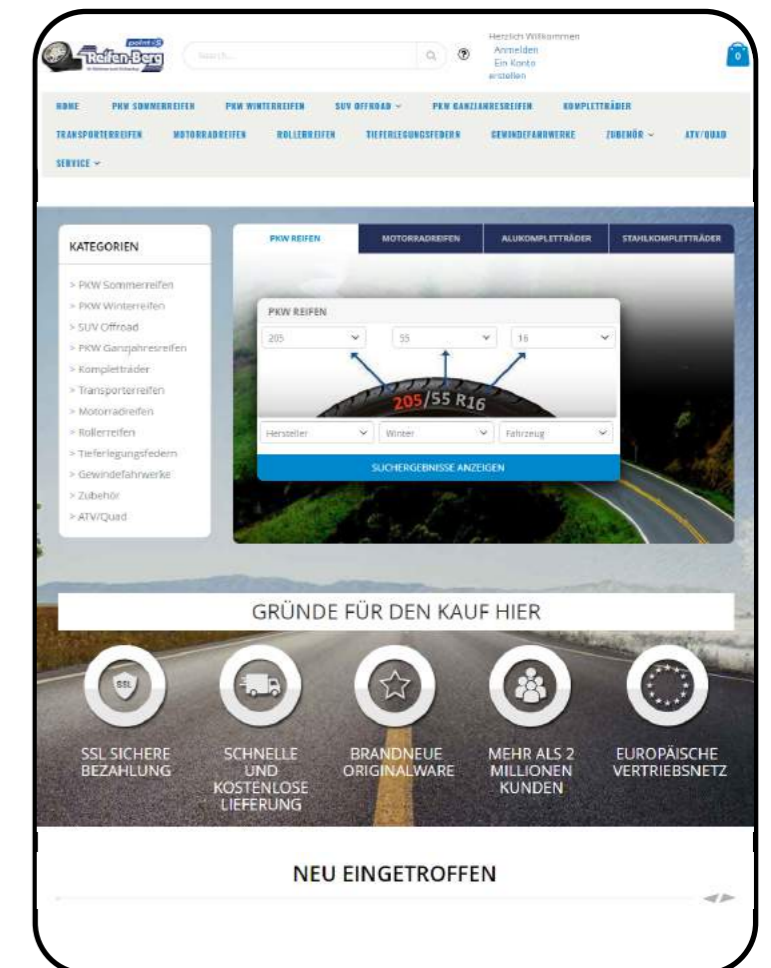 point S
Reifen-Berg
Search...
Herzlich Willkommen
Anmelden
Ein Konto
erstellen
0
HOME PKW SOMMERREIFEN PKW WINTERREIFEN SUV OFFROAD PKW GANZJAHRESREIFEN KOMPLETTRÄDER
TRANSPORTERREIFEN MOTORRADREIFEN ROLLERREIFEN TIEFERLEGUNGSFEDERN GEWINDEFAHRWERKE ZUBEHÖR ATV/QUAD
SERVICE
KATEGORIEN
> PKW Sommerreifen
> PKW Winterreifen
> SUV Offroad
> PKW Ganzjahresreifen
> Kompletträder
> Transporterreifen
> Motorradreifen
> Rollerreifen
> Tieferlegungsfedern
> Gewindefahrwerke
> Zubehör
> ATV/Quad
PKW REIFEN MOTORRADREIFEN ALUKOMPLETTRÄDER STAHLKOMPLETTRÄDER
PKW REIFEN
205 55 16
205/55 R16
Hersteller Winter Fahrzeug
SUCHERGEBNISSE ANZEIGEN
GRÜNDE FÜR DEN KAUF HIER
SSL
SSL SICHERE
BEZAHLUNG
SCHNELLE
UND
KOSTENLOSE
LIEFERUNG
BRANDNEUE
ORIGINALWARE
MEHR ALS 2
MILLIONEN
KUNDEN
EUROPÄISCHE
VERTRIEBSNETZ
NEU EINGETROFFEN